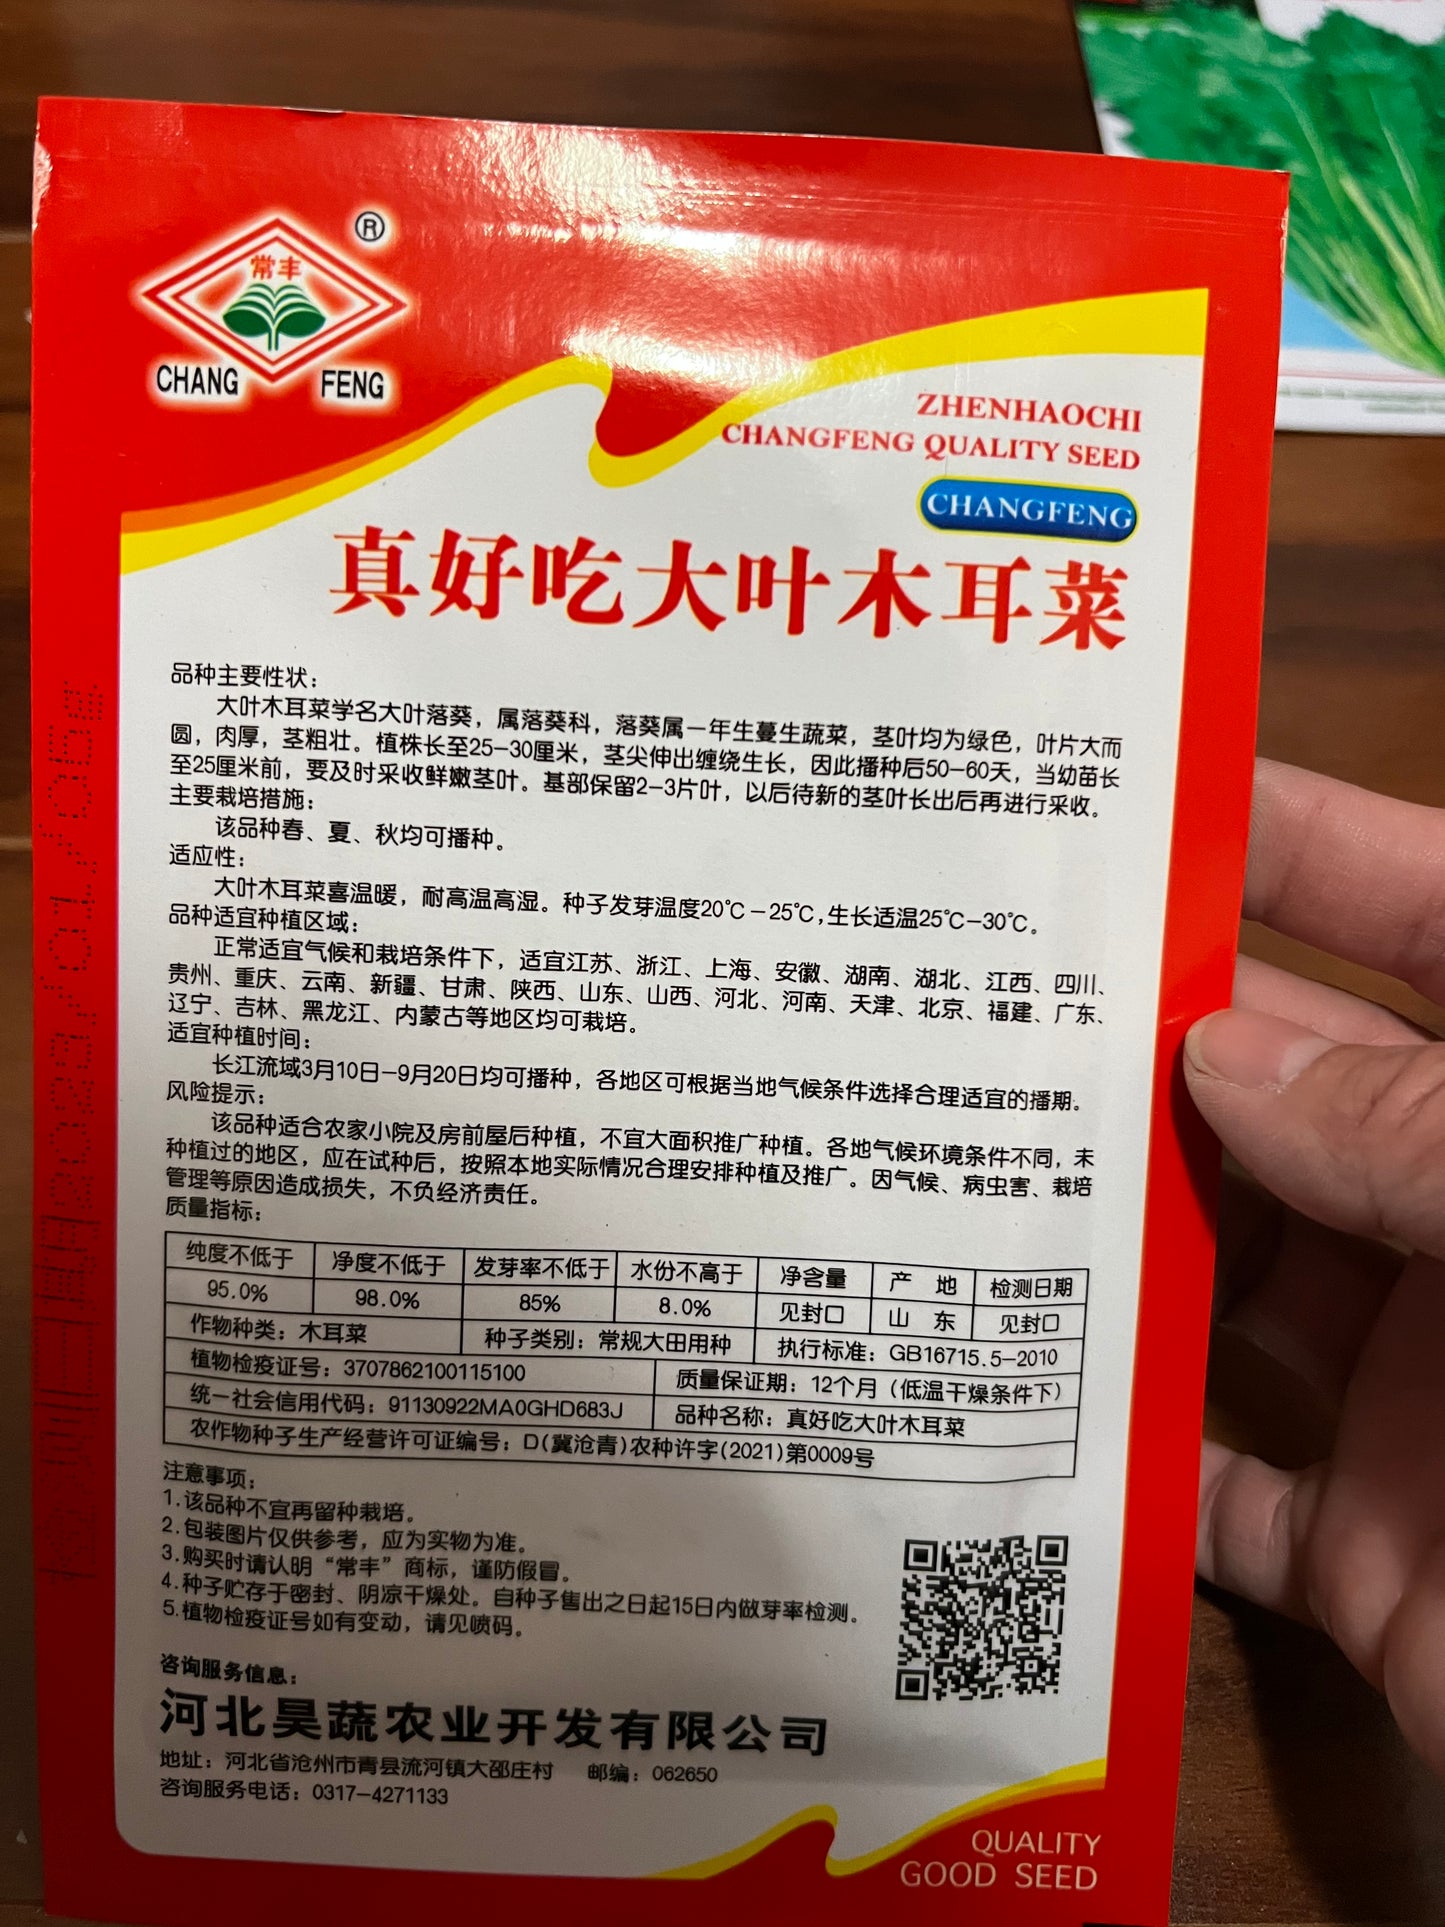 常丰
®
CHANG FENG
ZHENHAOCHI
CHANGFENG QUALITY SEED
CHANGFENG
真好吃大叶木耳菜
品种主要性状：
大叶木耳菜学名大叶落葵，属落葵科，落葵属一年生蔓生蔬菜，茎叶均为绿色，叶片大而
圆，肉厚，茎粗壮。植株长至25-30厘米，茎尖伸出缠绕生长，因此播种后50-60天，当幼苗长
至25厘米前，要及时采收鲜嫩茎叶。基部保留2-3片叶，以后待新的茎叶长出后再进行采收。
主要栽培措施：
该品种春、夏、秋均可播种。
适应性：
大叶木耳菜喜温暖，耐高温高湿。种子发芽温度20℃-25℃,生长适温25℃-30℃。
品种适宜种植区域：
正常适宜气候和栽培条件下，适宜江苏、浙江、上海、安徽、湖南、湖北、江西、四川、
贵州、重庆、云南、新疆、甘肃、陕西、山东、山西、河北、河南、天津、北京、福建、广东、
辽宁、吉林、黑龙江、内蒙古等地区均可栽培。
适宜种植时间：
长江流域3月10日-9月20日均可播种，各地区可根据当地气候条件选择合理适宜的播期。
风险提示：
该品种适合农家小院及房前屋后种植，不宜大面积推广种植。各地气候环境条件不同，未
种植过的地区，应在试种后，按照本地实际情况合理安排种植及推广。因气候、病虫害、栽培
管理等原因造成损失，不负经济责任。
质量指标：
纯度不低于 净度不低于 发芽率不低于 水份不高于 净含量 产 地 检测日期
95.0% 98.0% 85% 8.0% 见封口 山 东 见封口
作物种类：木耳菜 种子类别：常规大田用种 执行标准：GB16715.5-2010
植物检疫证号：3707862100115100 质量保证期：12个月（低温干燥条件下）
统一社会信用代码：91130922MA0GHD683J 品种名称：真好吃大叶木耳菜
农作物种子生产经营许可证编号：D(冀沧青)农种许字(2021)第0009号
注意事项：
1.该品种不宜再留种栽培。
2.包装图片仅供参考，应为实物为准。
3.购买时请认明“常丰”商标，谨防假冒。
4.种子贮存于密封、阴凉干燥处。自种子售出之日起15日内做芽率检测。
5.植物检疫证号如有变动，请见喷码。
咨询服务信息：
河北昊蔬农业开发有限公司
地址：河北省沧州市青县流河镇大邵庄村 邮编：062650
咨询服务电话：0317-4271133
QUALITY
GOOD SEED